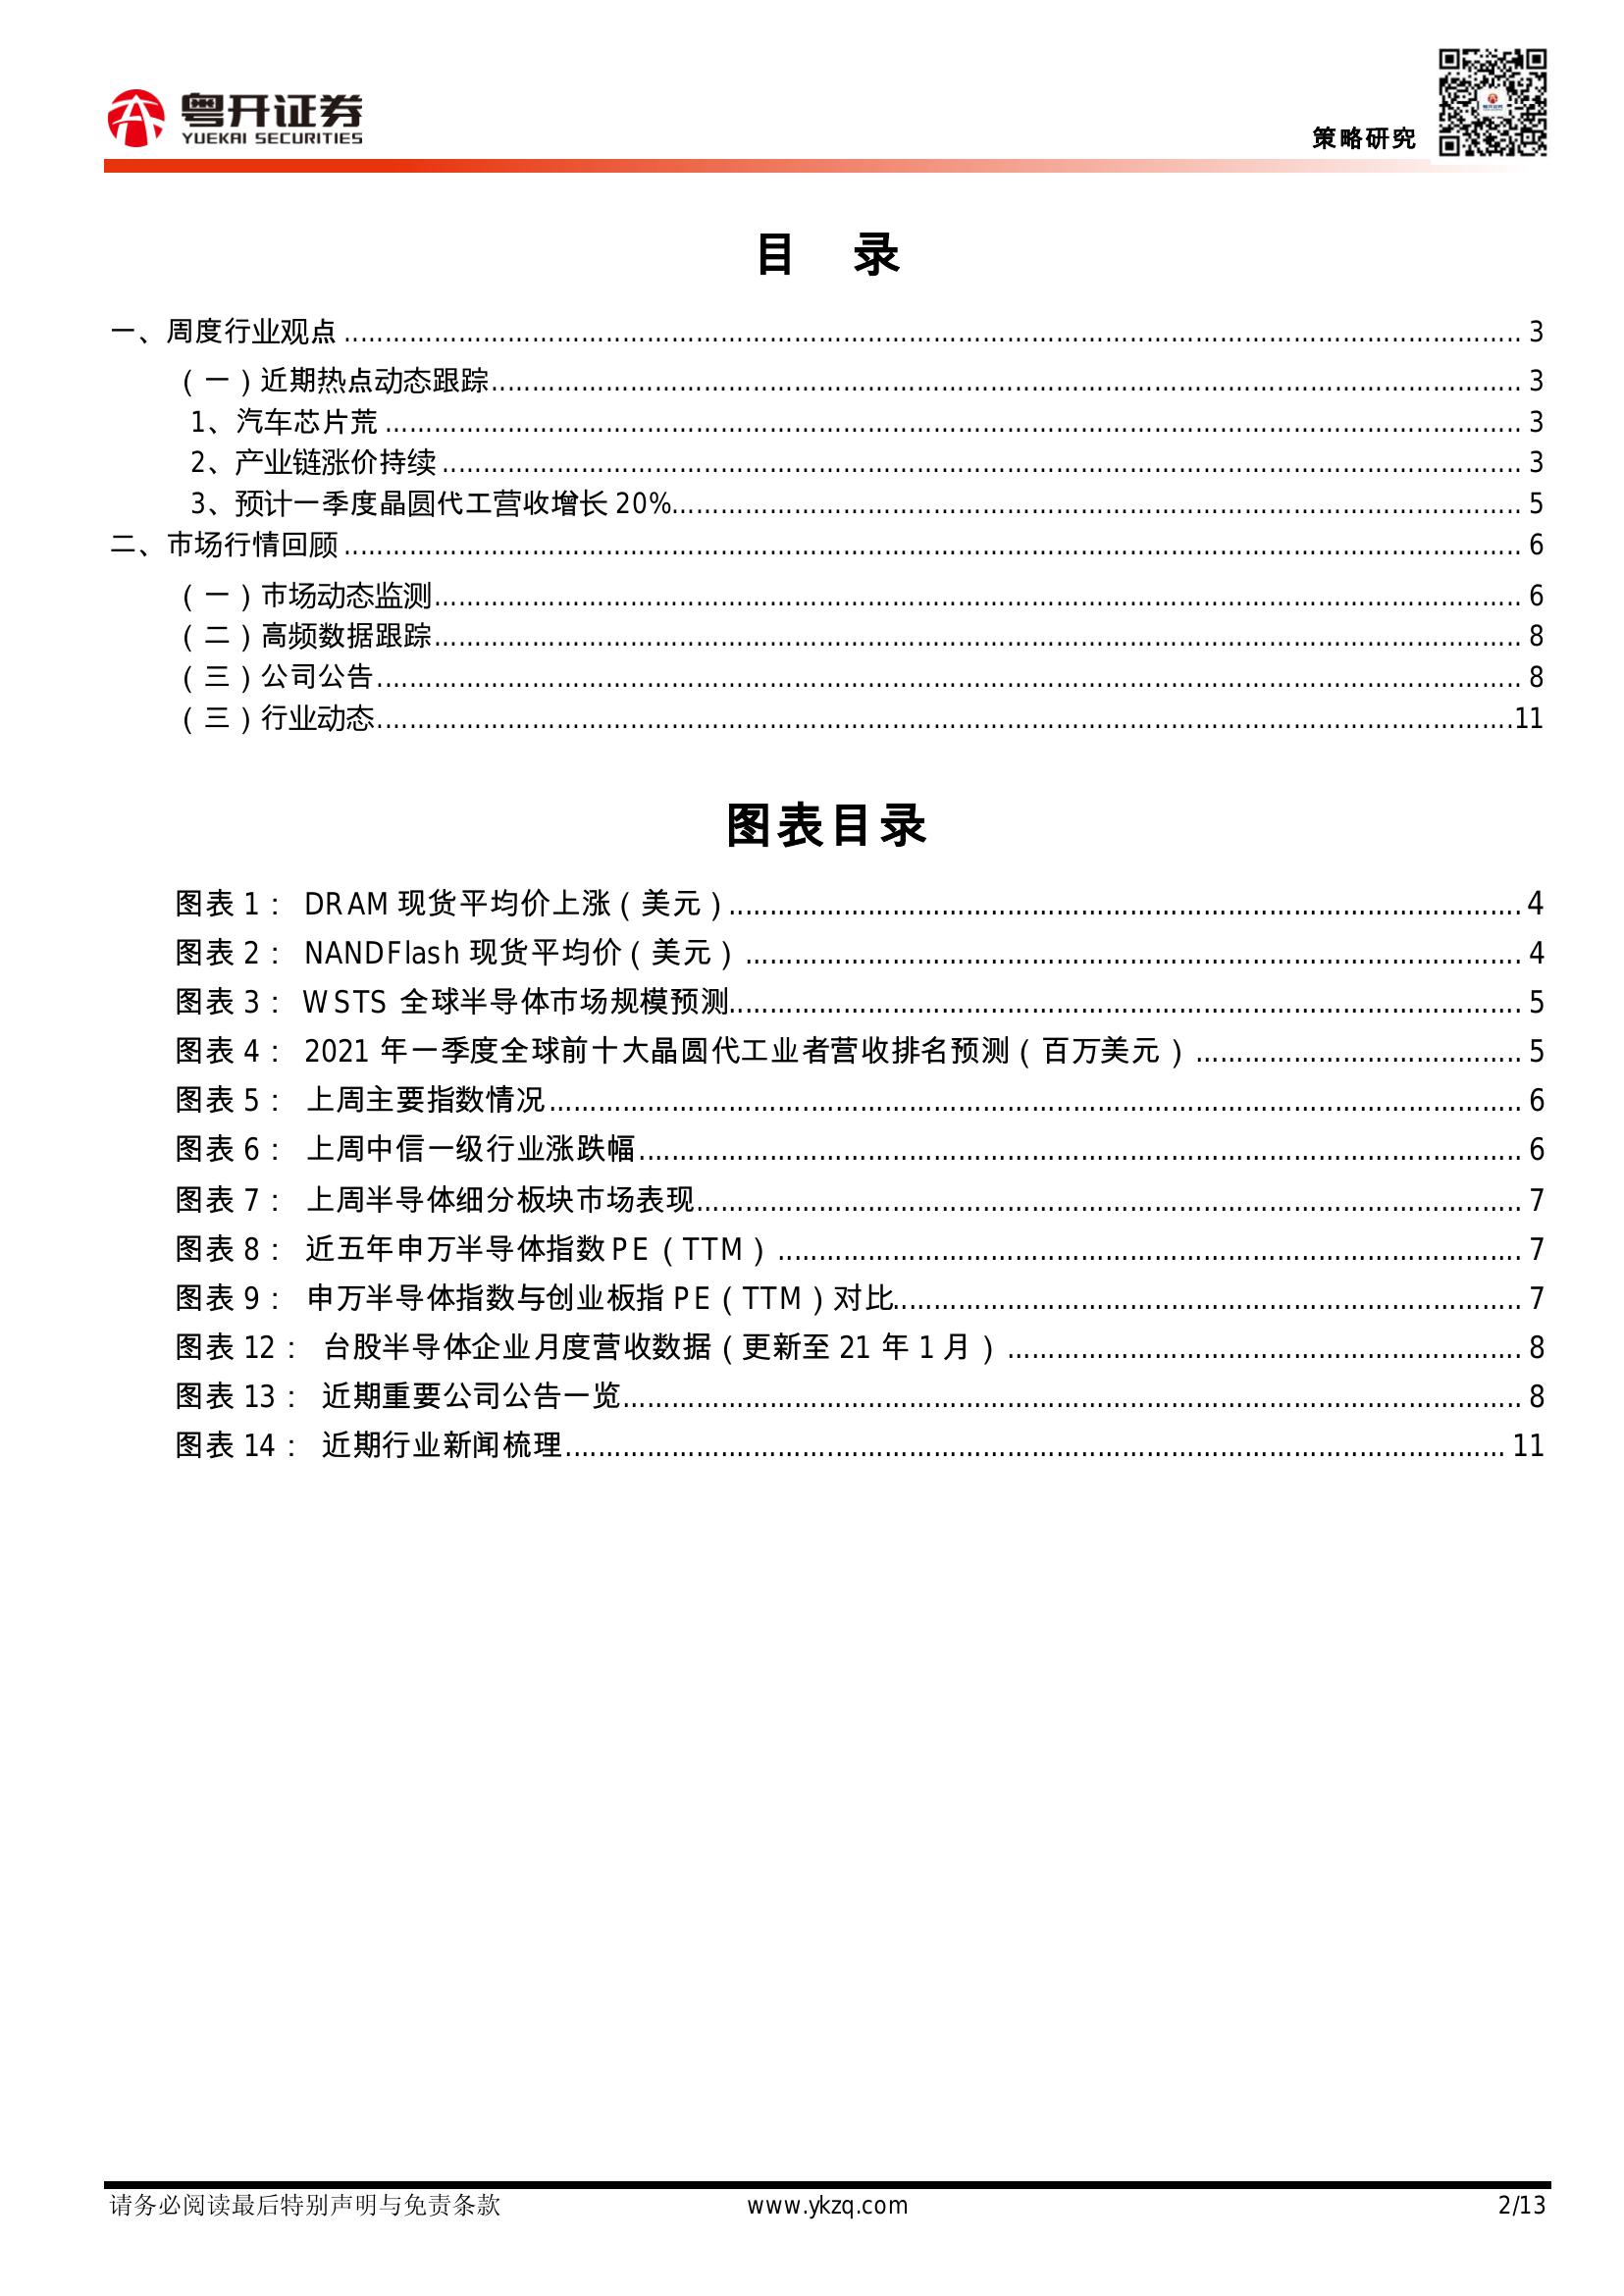 粤开证券
YUEKAI SECURITIES
策略研究
目 录
一、周度行业观点 3
(一)近期热点动态跟踪 3
1、汽车芯片荒 3
2、产业链涨价持续 3
3、预计一季度晶圆代工营收增长 20% 5
二、市场行情回顾 6
(一)市场动态监测 6
(二)高频数据跟踪 8
(三)公司公告 8
(三)行业动态 11
图表目录
图表 1: DRAM 现货平均价上涨(美元) 4
图表 2: NANDFlash 现货平均价(美元) 4
图表 3: WSTS 全球半导体市场规模预测 5
图表 4: 2021 年一季度全球前十大晶圆代工业者营收排名预测(百万美元) 5
图表 5: 上周主要指数情况 6
图表 6: 上周中信一级行业涨跌幅 6
图表 7: 上周半导体细分板块市场表现 7
图表 8: 近五年申万半导体指数 PE(TTM) 7
图表 9: 申万半导体指数与创业板指 PE(TTM)对比 7
图表 12: 台股半导体企业月度营收数据(更新至 21 年 1 月) 8
图表 13: 近期重要公司公告一览 8
图表 14: 近期行业新闻梳理 11
请务必阅读最后特别声明与免责条款 www.ykzq.com 2/13